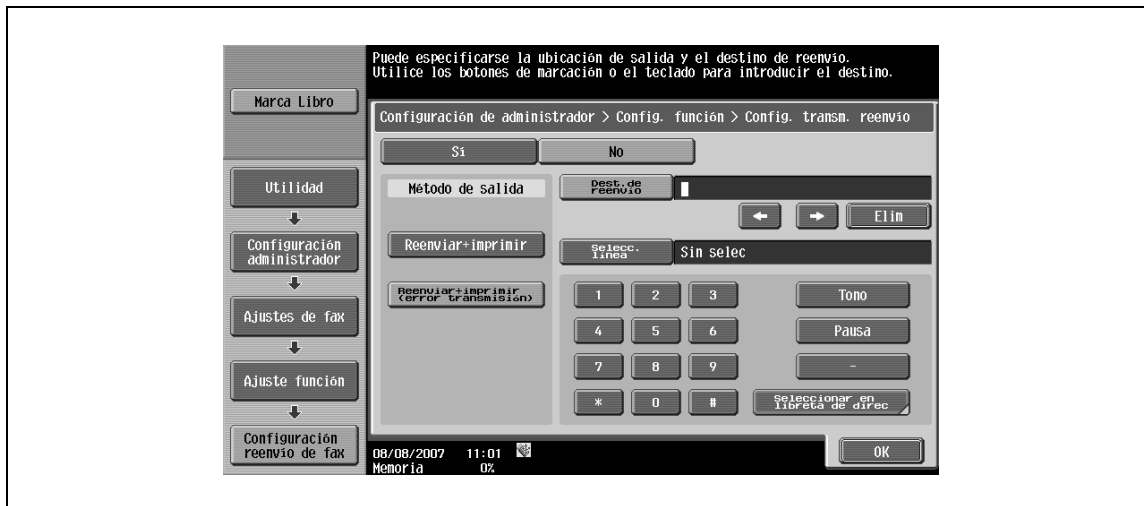 Puede especificarse la ubicación de salida y el destino de reenvío.
Utilice los botones de marcación o el teclado para introducir el destino.
Marca Libro
Configuración de administrador > Config. función > Config. transm. reenvío
Sí
No
Utilidad
Configuración
administrador
Ajustes de fax
Ajuste función
Configuración
reenvío de fax
Método de salida
Reenviar+imprimir
Reenviar+imprimir
(error transmisión)
Dest.de
reenvío
Elim
Selecc.
línea
Sin selec
1 2 3 Tono
4 5 6 Pausa
7 8 9 -
* 0 # Seleccionar en
libreta de direc
08/08/2007 11:01
Memoria 0%
OK